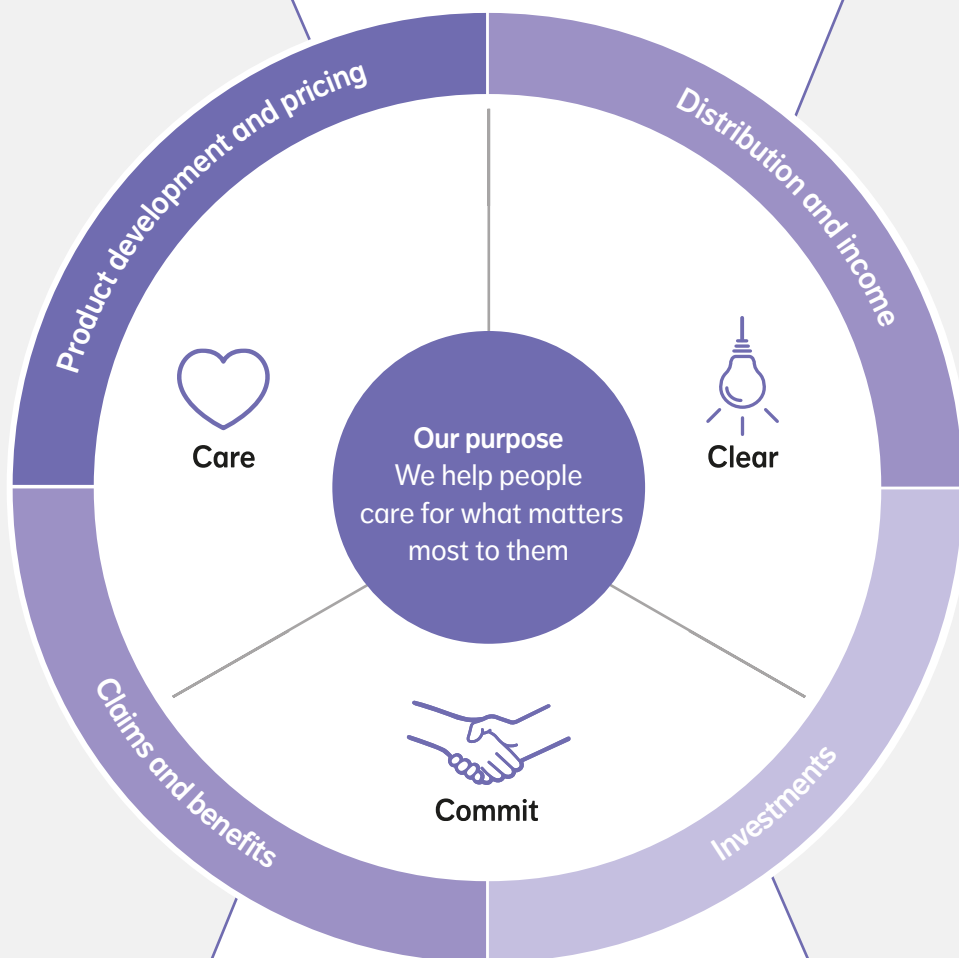 Product development and pricing
Distribution and income
Care
Clear
Our purpose
We help people
care for what matters
most to them
Commit
Claims and benefits
Investments